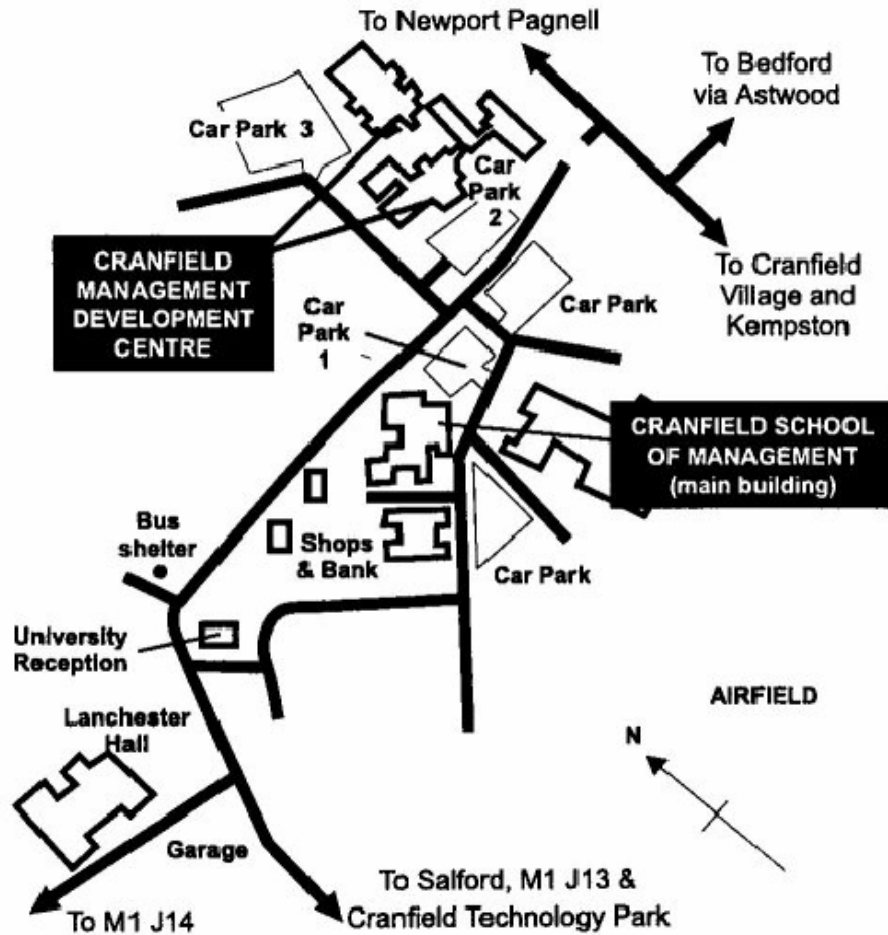 To Newport Pagnell
To Bedford
via Astwood
Car Park 3
Car
Park
2
CRANFIELD
MANAGEMENT
DEVELOPMENT
CENTRE
To Cranfield
Village and
Kempston
Car
Park
1
Car Park
CRANFIELD SCHOOL
OF MANAGEMENT
(main building)
Bus
shelter
Shops
& Bank
Car Park
University
Reception
Lanchester
Hall
AIRFIELD
N
Garage
To M1 J14
To Salford, M1 J13 &
Cranfield Technology Park